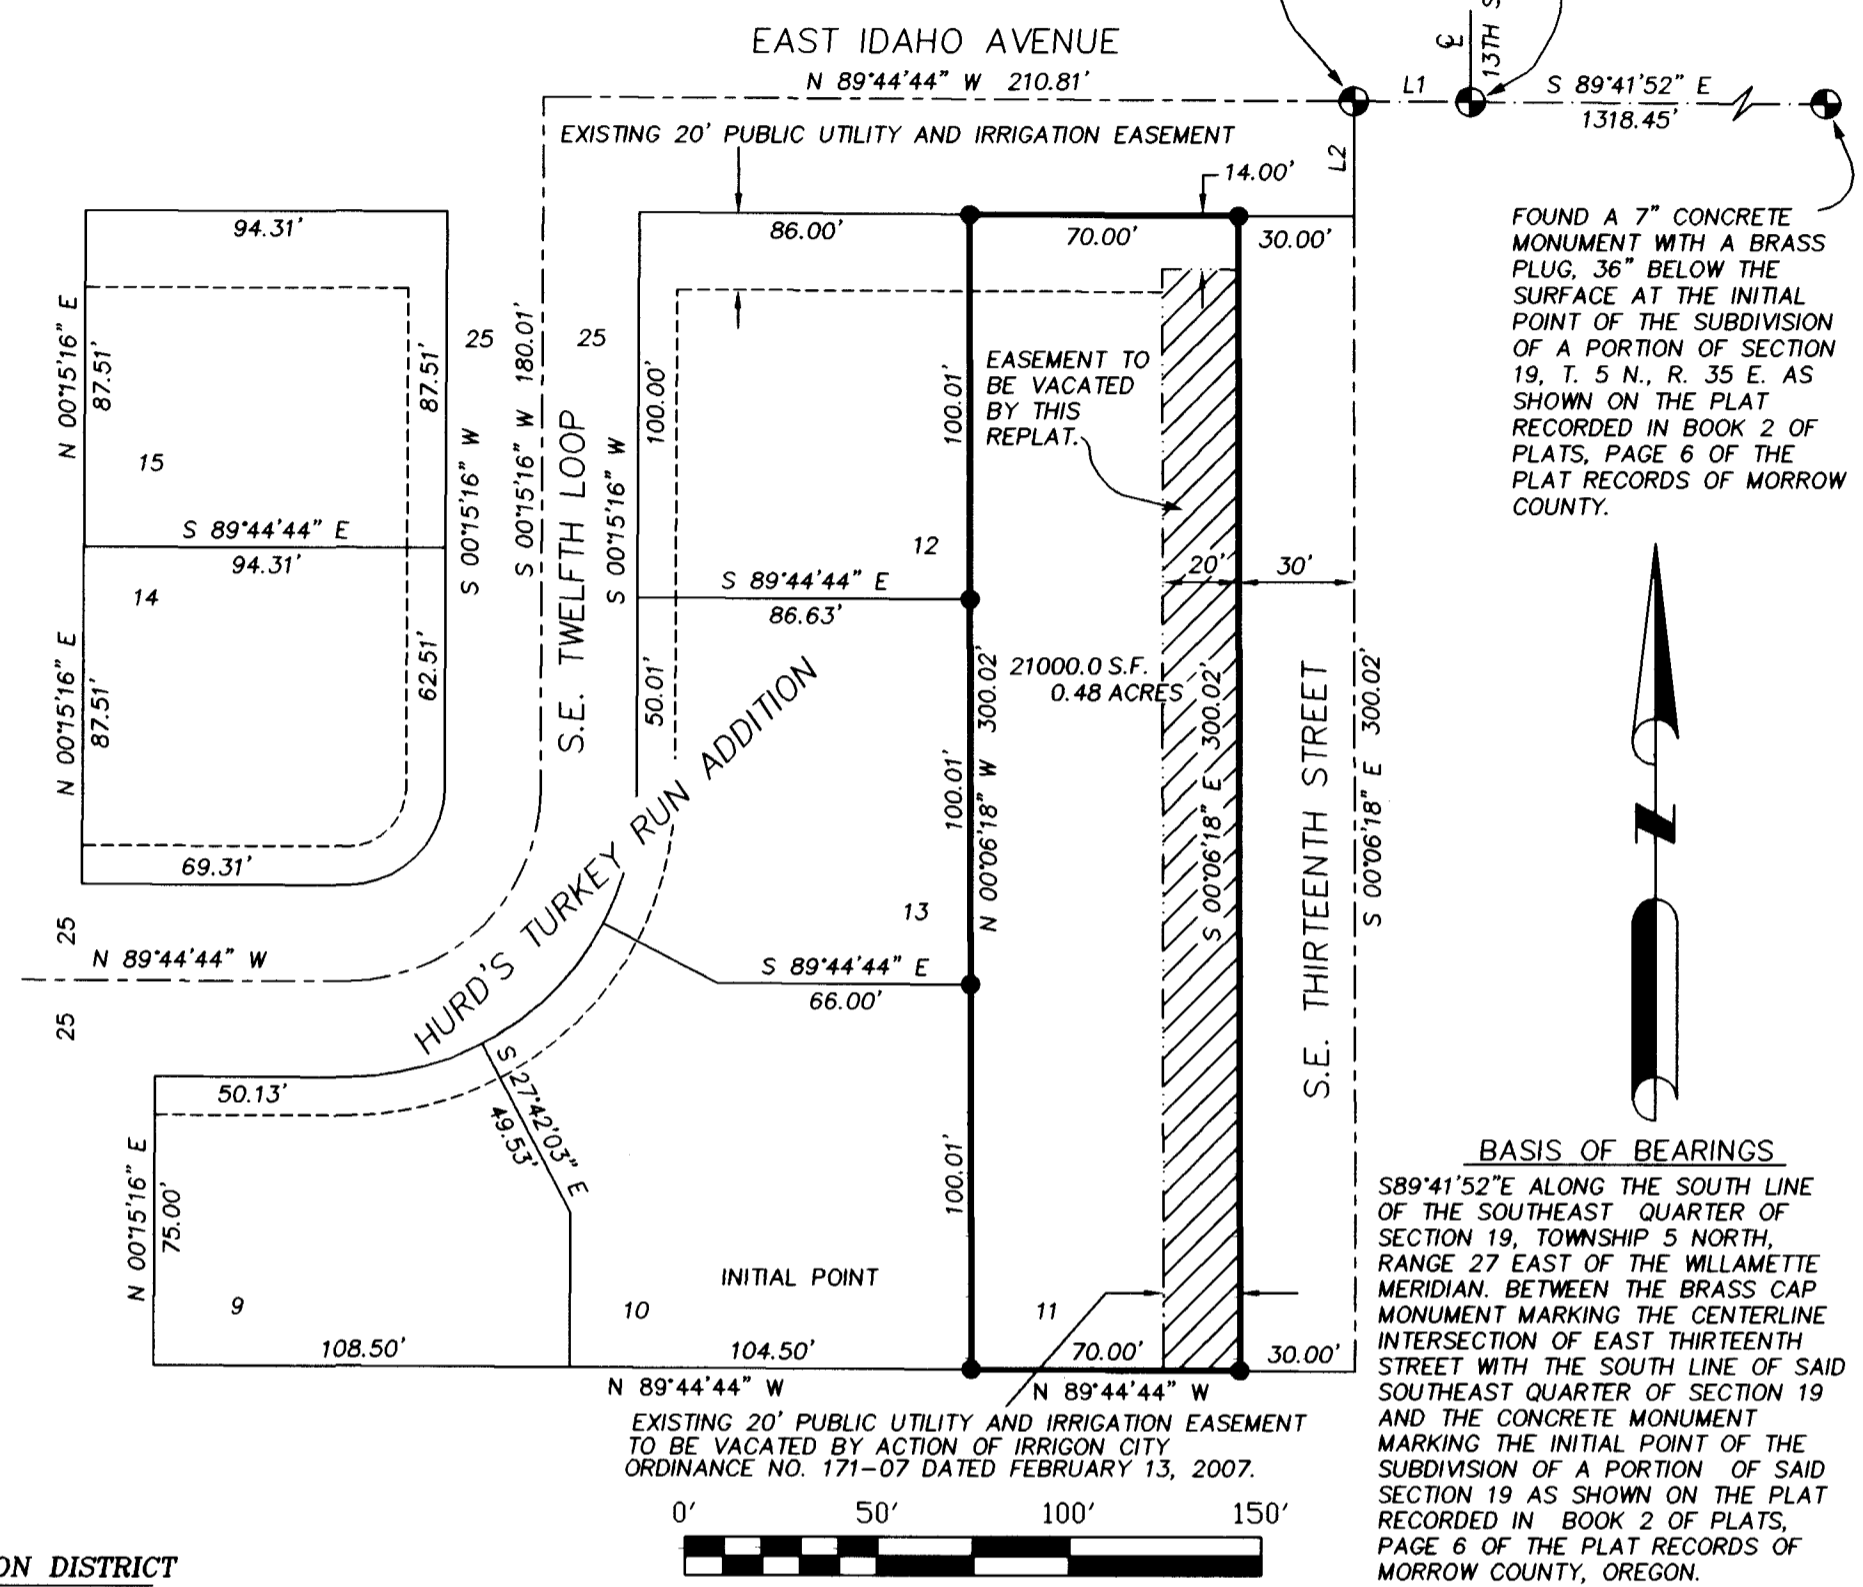 EAST IDAHO AVENUE
N 89°44'44" W 210.81'
L1
℄
13TH S
S 89°41'52" E
1318.45'
EXISTING 20' PUBLIC UTILITY AND IRRIGATION EASEMENT
L2
14.00'
94.31'
86.00'
70.00'
30.00'
FOUND A 7" CONCRETE
MONUMENT WITH A BRASS
PLUG, 36" BELOW THE
SURFACE AT THE INITIAL
POINT OF THE SUBDIVISION
OF A PORTION OF SECTION
19, T. 5 N., R. 35 E. AS
SHOWN ON THE PLAT
RECORDED IN BOOK 2 OF
PLATS, PAGE 6 OF THE
PLAT RECORDS OF MORROW
COUNTY.
N 00°15'16" E
87.51'
87.51'
25
S 00°15'16" W 180.01'
25
S 00°15'16" W
S 00°15'16" W
100.00'
100.01'
EASEMENT TO
BE VACATED
BY THIS
REPLAT.
15
S 89°44'44" E
94.31'
14
S.E. TWELFTH LOOP
12
S 89°44'44" E
86.63'
20'
30'
N 00°15'16" E
87.51'
62.51'
50.01'
21000.0 S.F.
0.48 ACRES
N 00°06'18" W 300.02'
S 00°06'18" E 300.02'
S.E. THIRTEENTH STREET
S 00°06'18" E 300.02'
100.01'
HURD'S TURKEY RUN ADDITION
69.31'
13
25
N 89°44'44" W
25
S 89°44'44" E
66.00'
N
50.13'
S 27°42'03" E
49.53'
N 00°15'16" E
75.00'
100.01'
INITIAL POINT
9
10
11
108.50'
104.50'
70.00'
30.00'
N 89°44'44" W
N 89°44'44" W
EXISTING 20' PUBLIC UTILITY AND IRRIGATION EASEMENT
TO BE VACATED BY ACTION OF IRRIGON CITY
ORDINANCE NO. 171-07 DATED FEBRUARY 13, 2007.
BASIS OF BEARINGS
S89°41'52"E ALONG THE SOUTH LINE
OF THE SOUTHEAST QUARTER OF
SECTION 19, TOWNSHIP 5 NORTH,
RANGE 27 EAST OF THE WILLAMETTE
MERIDIAN. BETWEEN THE BRASS CAP
MONUMENT MARKING THE CENTERLINE
INTERSECTION OF EAST THIRTEENTH
STREET WITH THE SOUTH LINE OF SAID
SOUTHEAST QUARTER OF SECTION 19
AND THE CONCRETE MONUMENT
MARKING THE INITIAL POINT OF THE
SUBDIVISION OF A PORTION OF SAID
SECTION 19 AS SHOWN ON THE PLAT
RECORDED IN BOOK 2 OF PLATS,
PAGE 6 OF THE PLAT RECORDS OF
MORROW COUNTY, OREGON.
0' 50' 100' 150'
ON DISTRICT